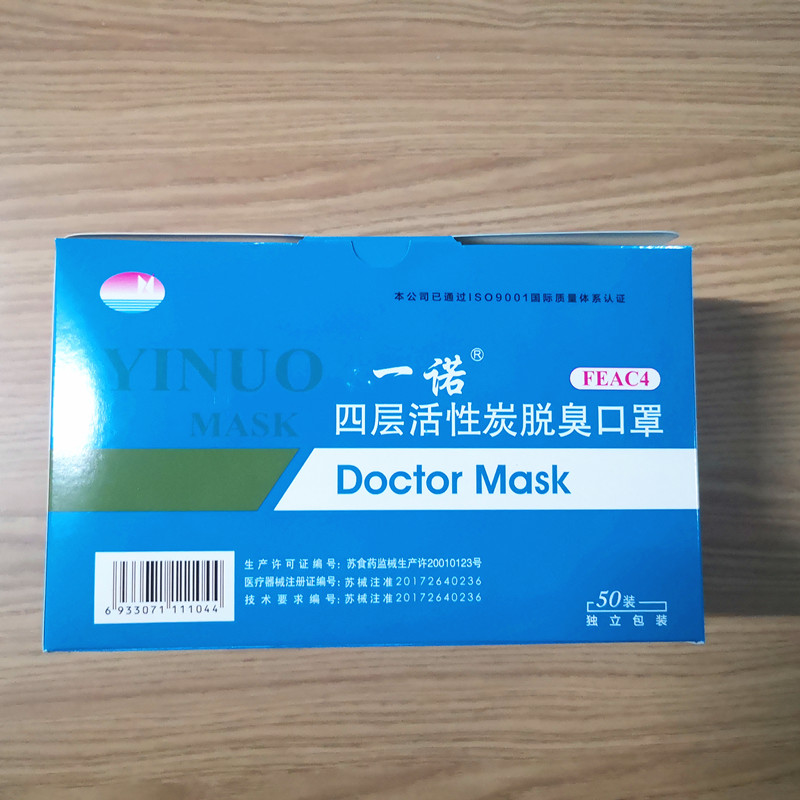 本公司已通过ISO9001国际质量体系认证
YINUO
MASK
一诺®
FEAC4
四层活性炭脱臭口罩
Doctor Mask
生产许可证编号：苏食药监械生产许20010123号
医疗器械注册证编号：苏械注准20172640236
技术要求编号：苏械注准20172640236
6 933071 111044
50装
独立包装